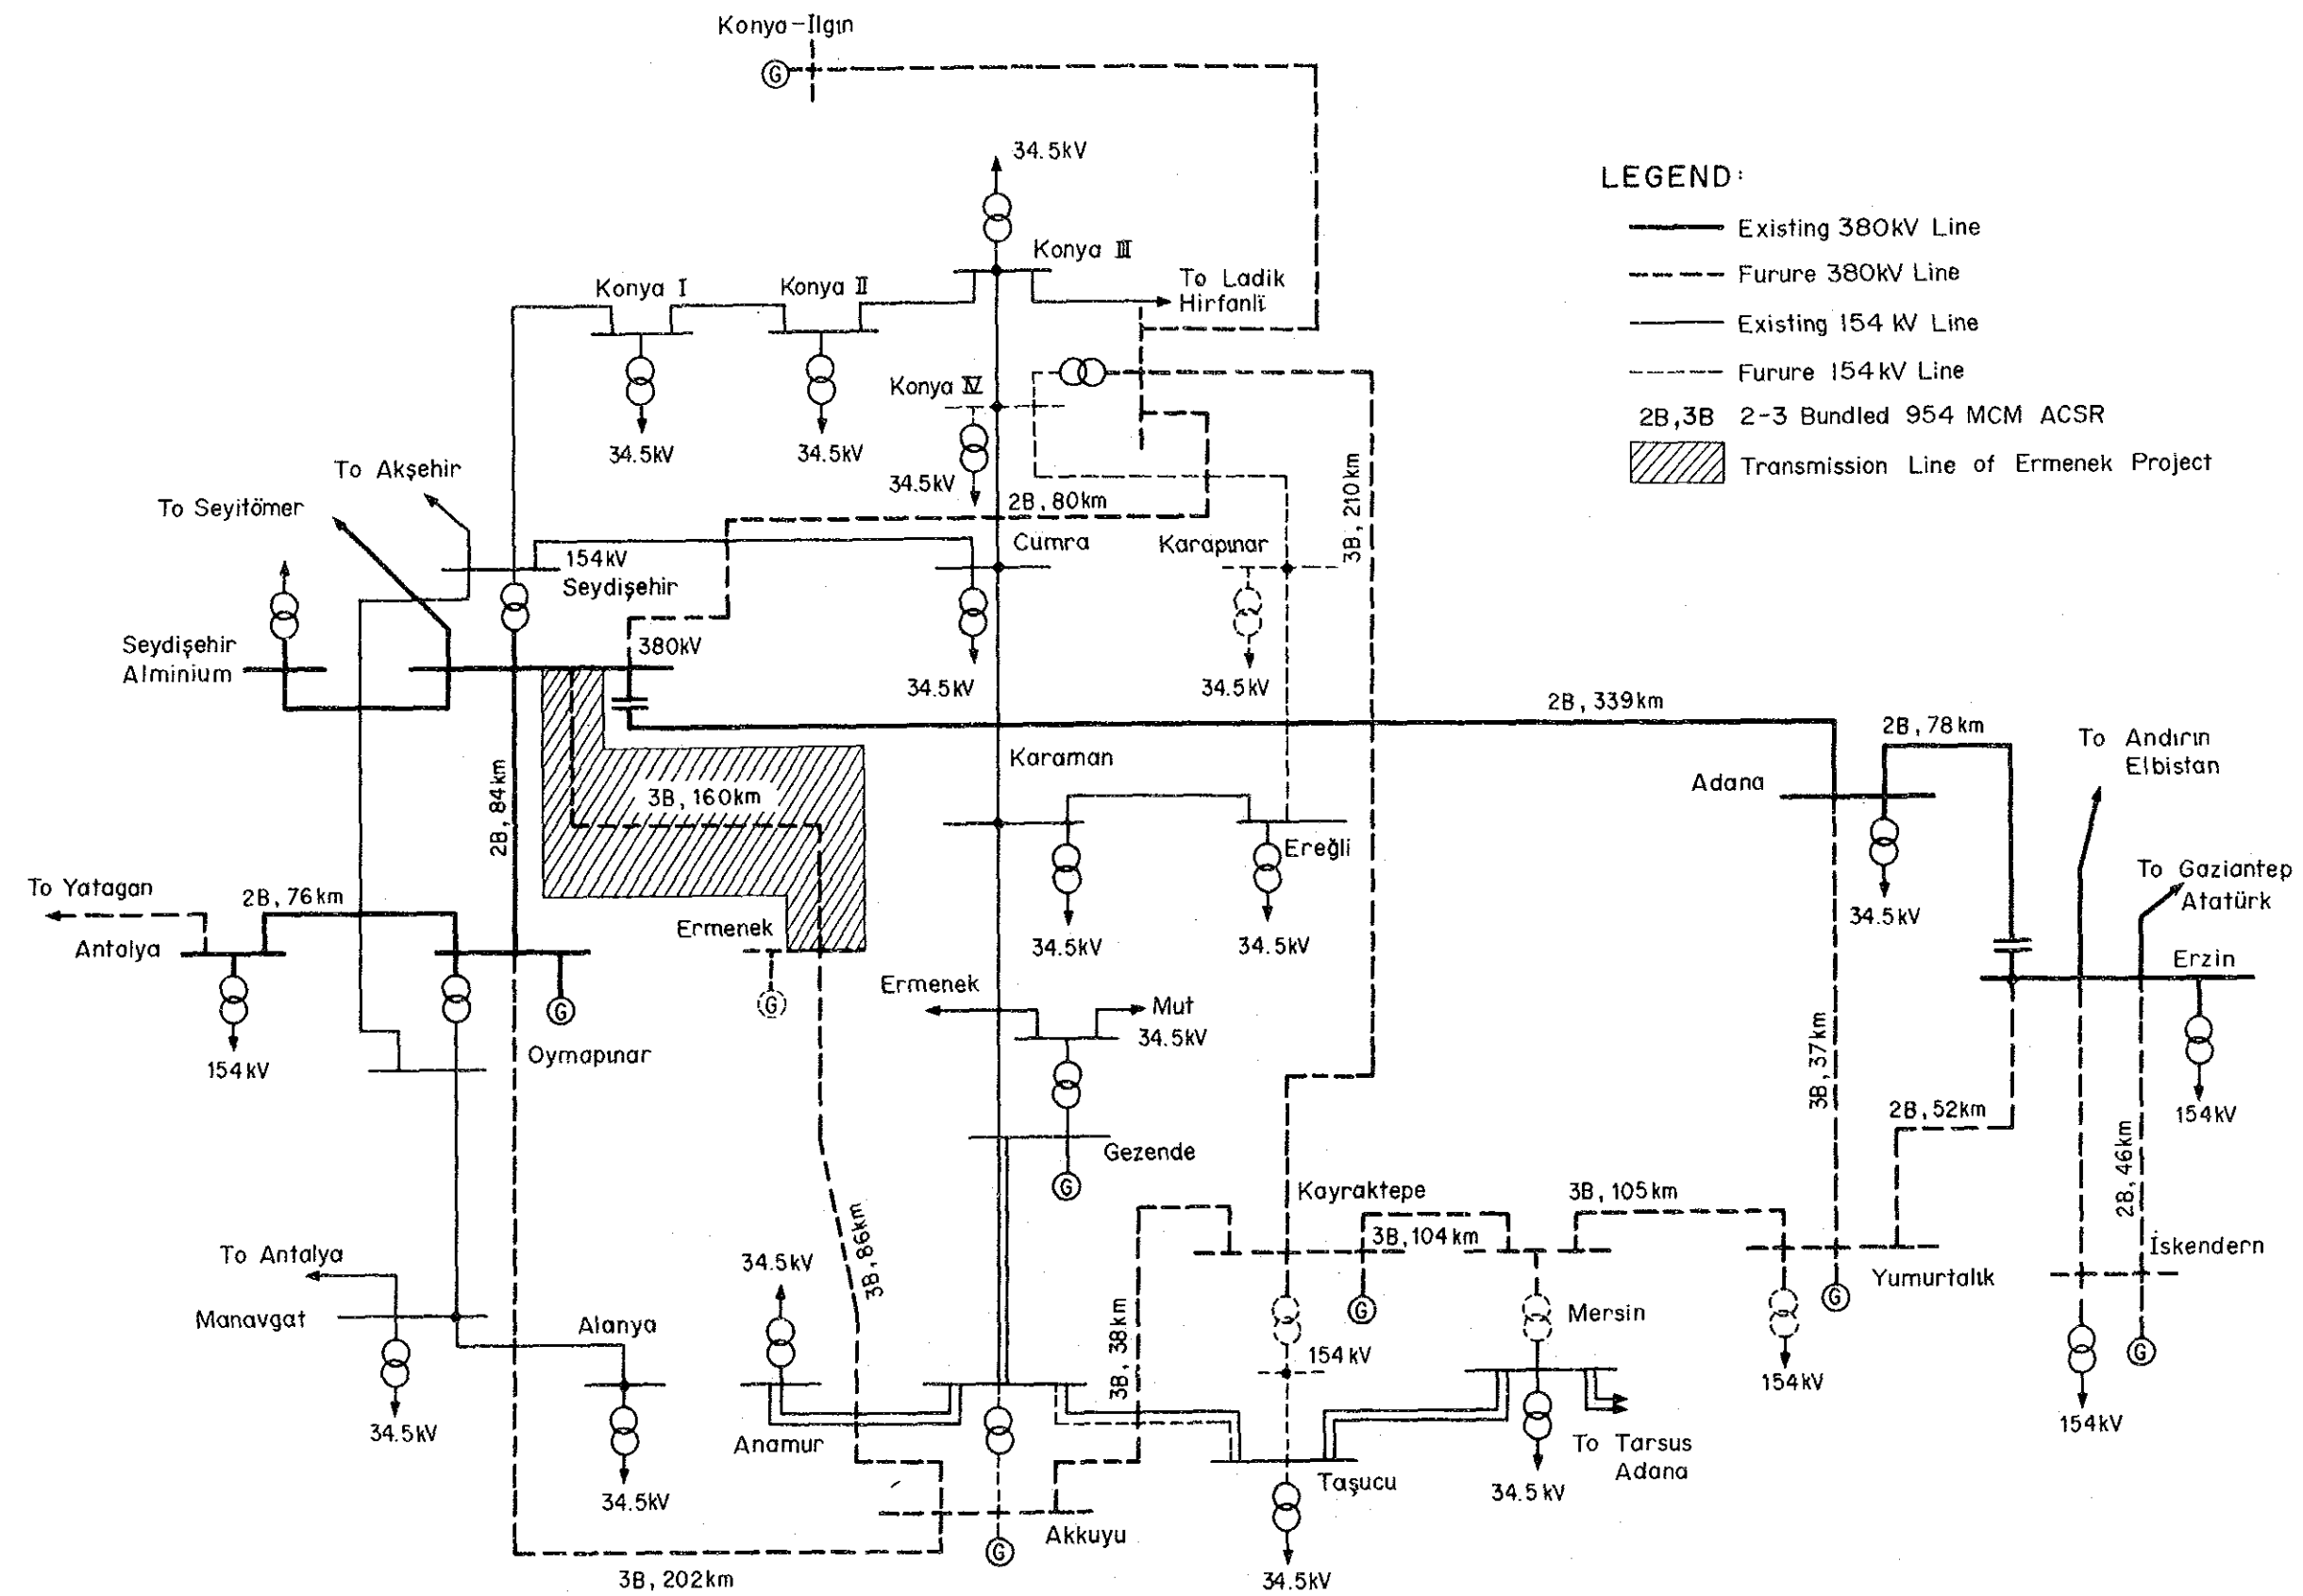 Konya-Ilgın
G
34.5kV
Konya III
To Ladik
Hirfanlï
Konya I
Konya II
34.5kV
34.5kV
Konya IV
34.5kV
LEGEND:
Existing 380kV Line
Furure 380kV Line
Existing 154 kV Line
Furure 154kV Line
2B,3B 2-3 Bundled 954 MCM ACSR
Transmission Line of Ermenek Project
To Akşehir
To Seyitömer
2B, 80km
3B, 210km
154kV
Seydişehir
Cumra
Karapınar
Seydişehir
Alminium
380kV
34.5kV
34.5kV
2B, 339km
2B, 78km
To Andırın
Elbistan
Karaman
Adana
3B, 160km
2B, 84km
Ereğli
To Gaziantep
Atatürk
To Yatagan
2B, 76km
Antalya
Ermenek
34.5kV
34.5kV
34.5kV
Erzin
G
G
Ermenek
Mut
34.5kV
154kV
Oymapınar
3B, 37km
2B, 52km
154kV
2B, 46km
Gezende
G
Kayraktepe
3B, 105km
3B, 104km
3B, 86km
To Antalya
34.5kV
İskendern
Yumurtalık
Manavgat
Alanya
3B, 38km
G
Mersin
G
G
154kV
154kV
154kV
34.5kV
Anamur
To Tarsus
Adana
34.5kV
Taşucu
34.5kV
Akkuyu
G
3B, 202km
34.5kV